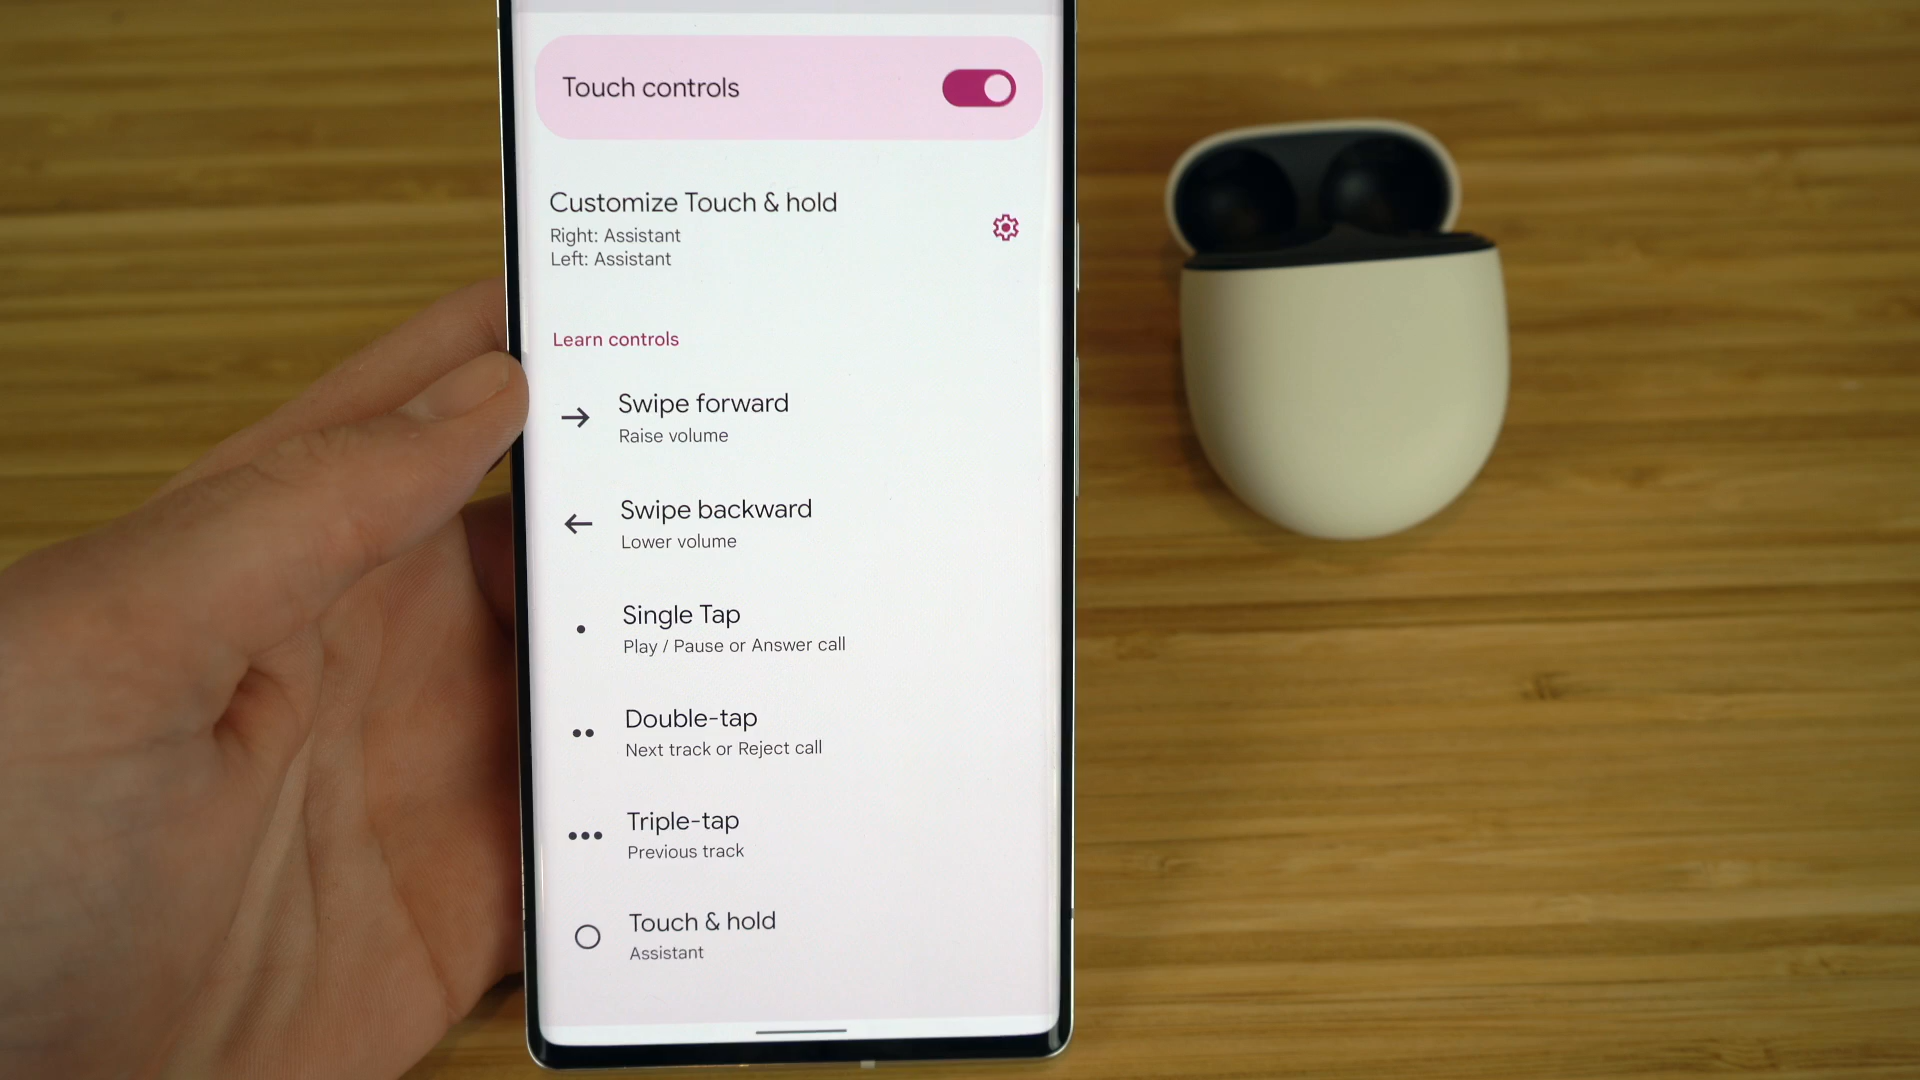 Touch controls
Customize Touch & hold
Right: Assistant
Left: Assistant
Learn controls
Swipe forward
Raise volume
Swipe backward
Lower volume
Single Tap
Play / Pause or Answer call
Double-tap
Next track or Reject call
Triple-tap
Previous track
Touch & hold
Assistant